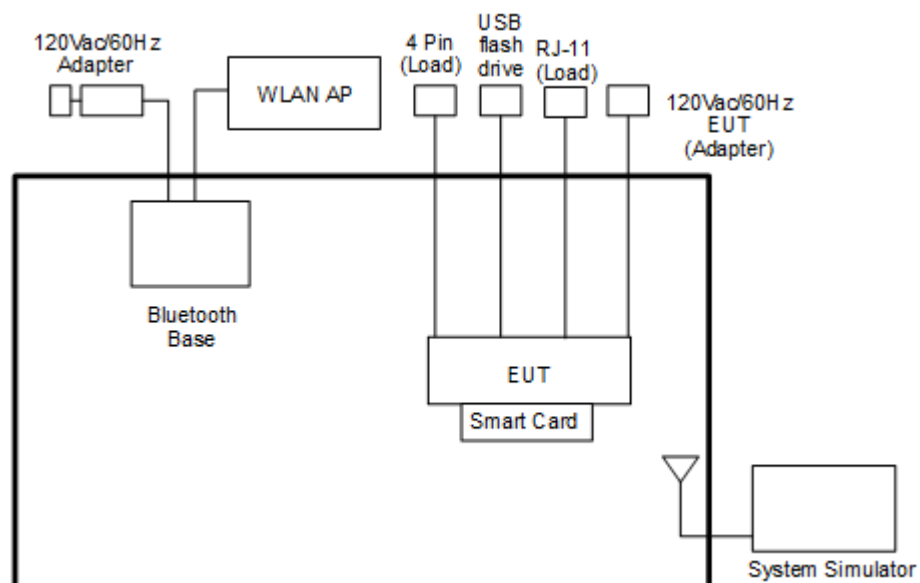 120Vac/60Hz
Adapter
WLAN AP
4 Pin
(Load)
USB
flash
drive
RJ-11
(Load)
120Vac/60Hz
EUT
(Adapter)
Bluetooth
Base
EUT
Smart Card
System Simulator